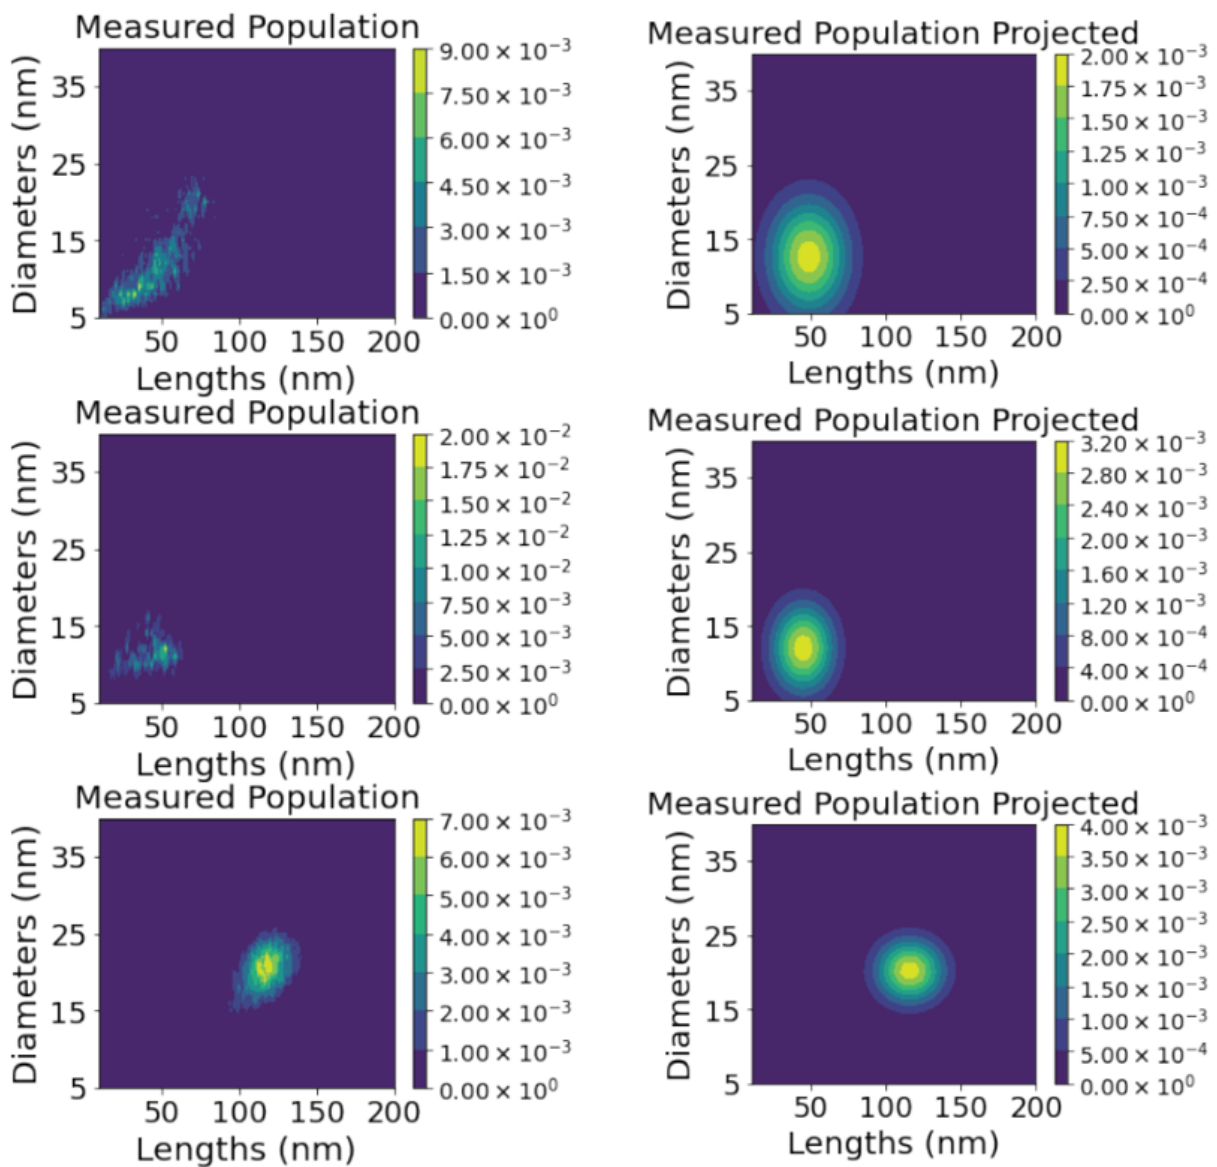 Measured Population
Diameters (nm)
35
25
15
5
50 100 150 200
Lengths (nm)
9.00 × 10⁻³
7.50 × 10⁻³
6.00 × 10⁻³
4.50 × 10⁻³
3.00 × 10⁻³
1.50 × 10⁻³
0.00 × 10⁰
Measured Population Projected
Diameters (nm)
35
25
15
5
50 100 150 200
Lengths (nm)
2.00 × 10⁻³
1.75 × 10⁻³
1.50 × 10⁻³
1.25 × 10⁻³
1.00 × 10⁻³
7.50 × 10⁻⁴
5.00 × 10⁻⁴
2.50 × 10⁻⁴
0.00 × 10⁰
Measured Population
Diameters (nm)
35
25
15
5
50 100 150 200
Lengths (nm)
2.00 × 10⁻²
1.75 × 10⁻²
1.50 × 10⁻²
1.25 × 10⁻²
1.00 × 10⁻²
7.50 × 10⁻³
5.00 × 10⁻³
2.50 × 10⁻³
0.00 × 10⁰
Measured Population Projected
Diameters (nm)
35
25
15
5
50 100 150 200
Lengths (nm)
3.20 × 10⁻³
2.80 × 10⁻³
2.40 × 10⁻³
2.00 × 10⁻³
1.60 × 10⁻³
1.20 × 10⁻³
8.00 × 10⁻⁴
4.00 × 10⁻⁴
0.00 × 10⁰
Measured Population
Diameters (nm)
35
25
15
5
50 100 150 200
Lengths (nm)
7.00 × 10⁻³
6.00 × 10⁻³
5.00 × 10⁻³
4.00 × 10⁻³
3.00 × 10⁻³
2.00 × 10⁻³
1.00 × 10⁻³
0.00 × 10⁰
Measured Population Projected
Diameters (nm)
35
25
15
5
50 100 150 200
Lengths (nm)
4.00 × 10⁻³
3.50 × 10⁻³
3.00 × 10⁻³
2.50 × 10⁻³
2.00 × 10⁻³
1.50 × 10⁻³
1.00 × 10⁻³
5.00 × 10⁻⁴
0.00 × 10⁰